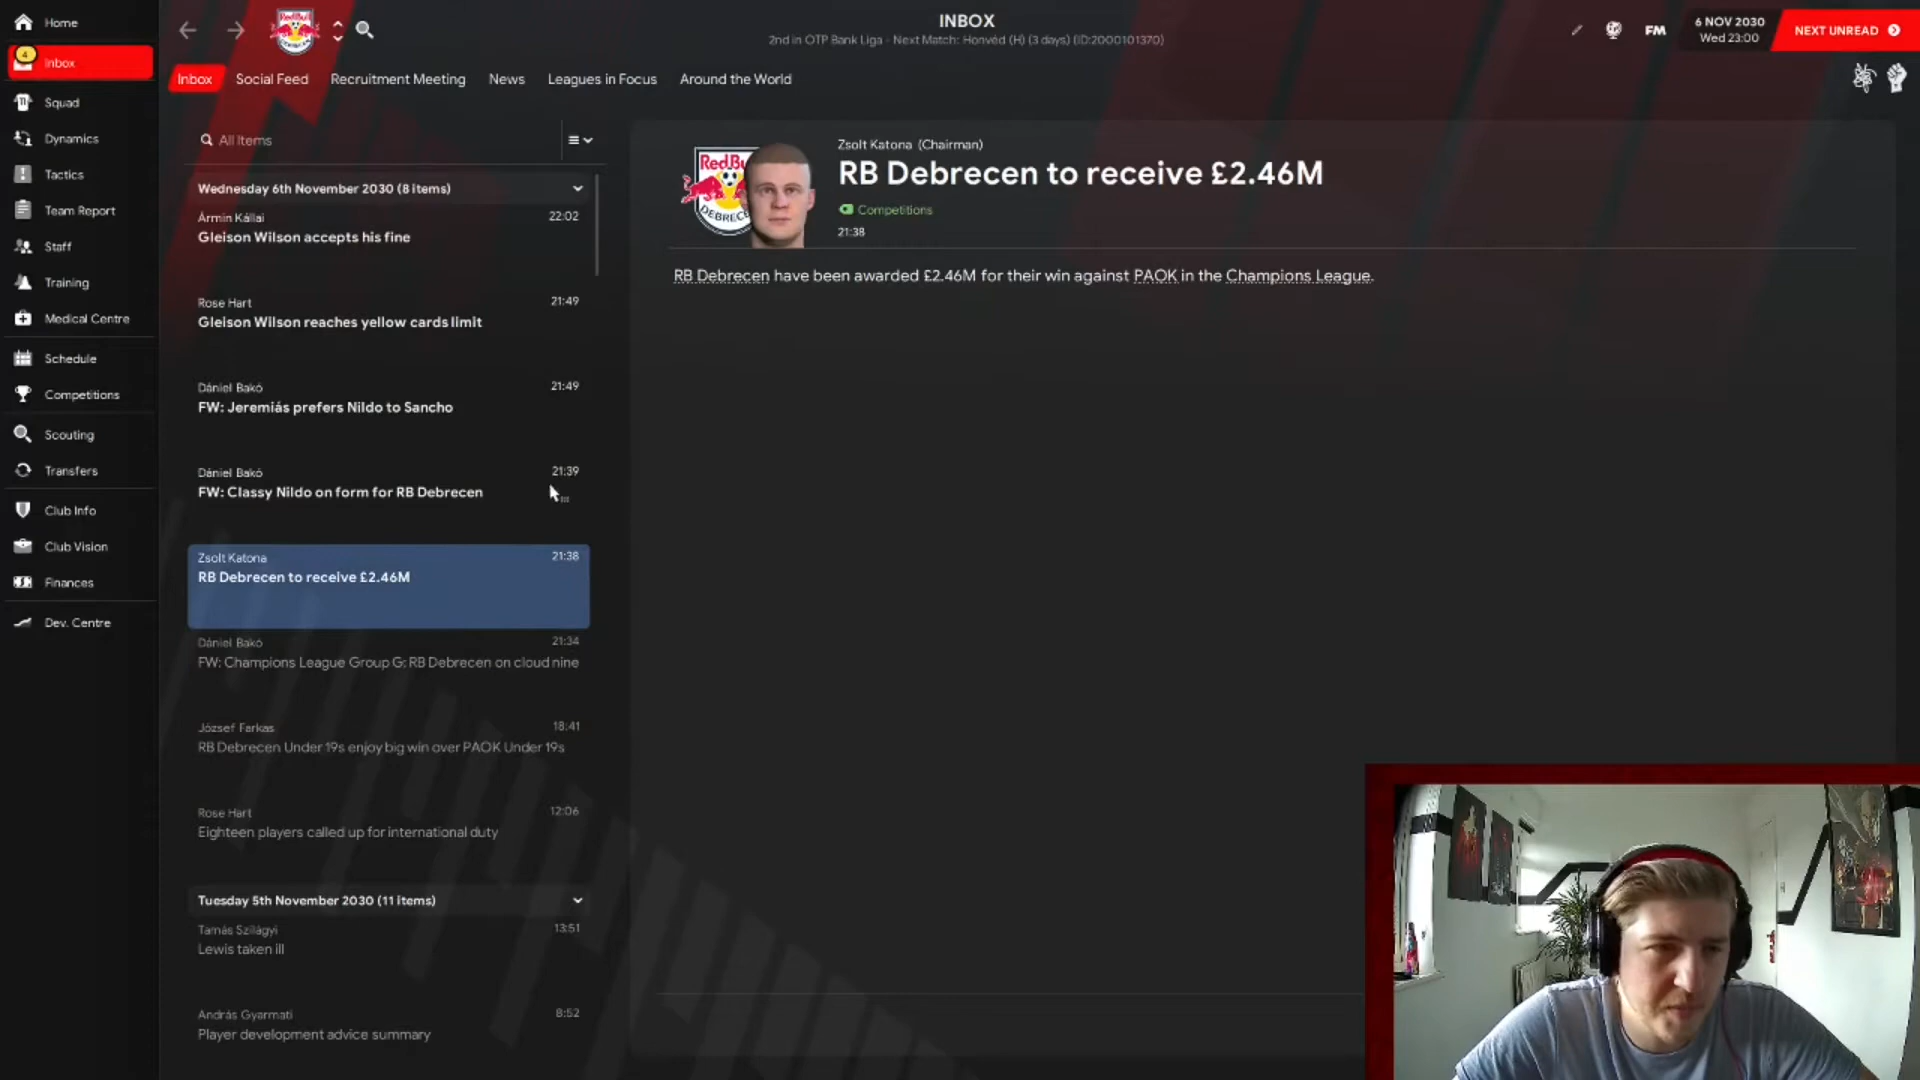 Home
4
Inbox
Squad
Dynamics
Tactics
Team Report
Staff
Training
Medical Centre
Schedule
Competitions
Scouting
Transfers
Club Info
Club Vision
Finances
Dev. Centre
RedBull
DEBRECEN
INBOX
2nd in OTP Bank Liga - Next Match: Honvéd (H) (3 days) (ID:2000101370)
FM
6 NOV 2030
Wed 23:00
NEXT UNREAD
Inbox
Social Feed
Recruitment Meeting
News
Leagues in Focus
Around the World
All Items
Wednesday 6th November 2030 (8 items)
Ármin Kállai 22:02
Gleison Wilson accepts his fine
Rose Hart 21:49
Gleison Wilson reaches yellow cards limit
Dániel Bakó 21:49
FW: Jeremiás prefers Nildo to Sancho
Dániel Bakó 21:39
FW: Classy Nildo on form for RB Debrecen
Zsolt Katona 21:38
RB Debrecen to receive £2.46M
Dániel Bakó 21:34
FW: Champions League Group G: RB Debrecen on cloud nine
József Farkas 18:41
RB Debrecen Under 19s enjoy big win over PAOK Under 19s
Rose Hart 12:06
Eighteen players called up for international duty
Tuesday 5th November 2030 (11 items)
Tamás Szilágyi 13:51
Lewis taken ill
András Gyarmati 8:52
Player development advice summary
Red Bu
DEBRECE
Zsolt Katona (Chairman)
RB Debrecen to receive £2.46M
Competitions
21:38
RB Debrecen have been awarded £2.46M for their win against PAOK in the Champions League.